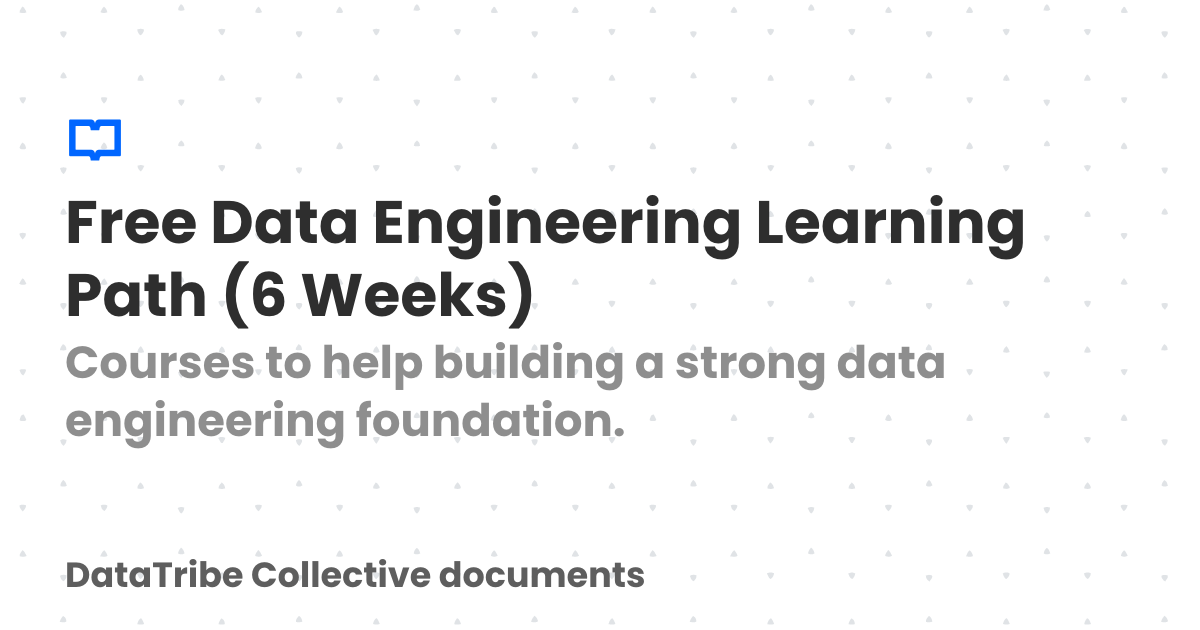 Free Data Engineering Learning
Path (6 Weeks)
Courses to help building a strong data
engineering foundation.
DataTribe Collective documents